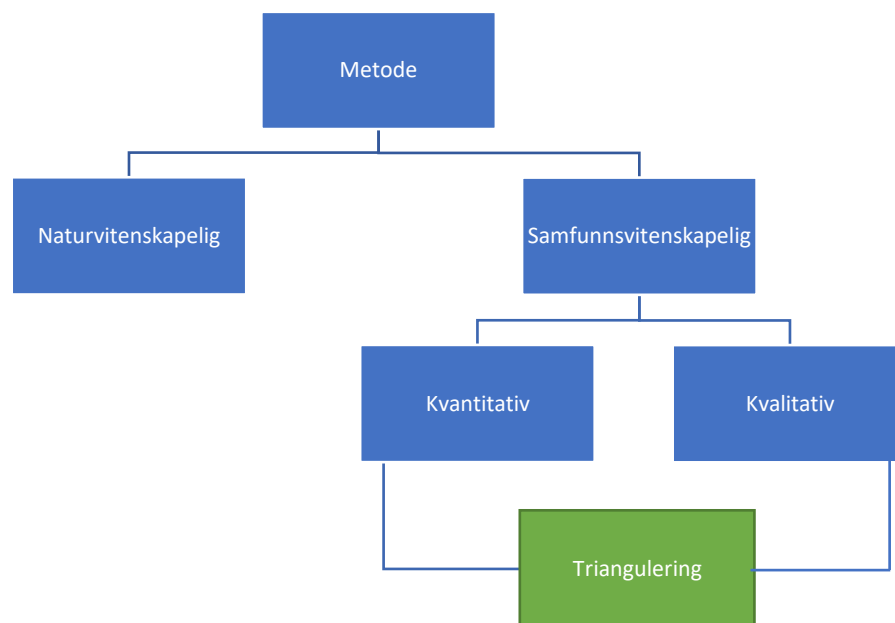 Metode
Naturvitenskapelig
Samfunnsvitenskapelig
Kvantitativ
Kvalitativ
Triangulering